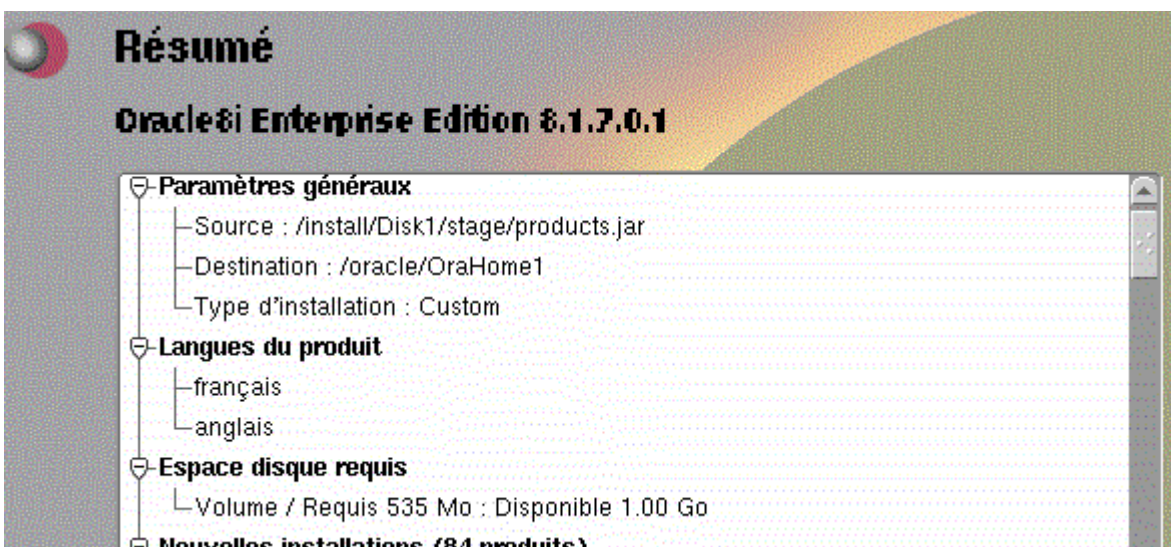 Résumé
Oracle8i Enterprise Edition 8.1.7.0.1
Paramètres généraux
Source : /install/Disk1/stage/products.jar
Destination : /oracle/OraHome1
Type d'installation : Custom
Langues du produit
français
anglais
Espace disque requis
Volume / Requis 535 Mo : Disponible 1.00 Go
Nouvelles installations (84 produits)